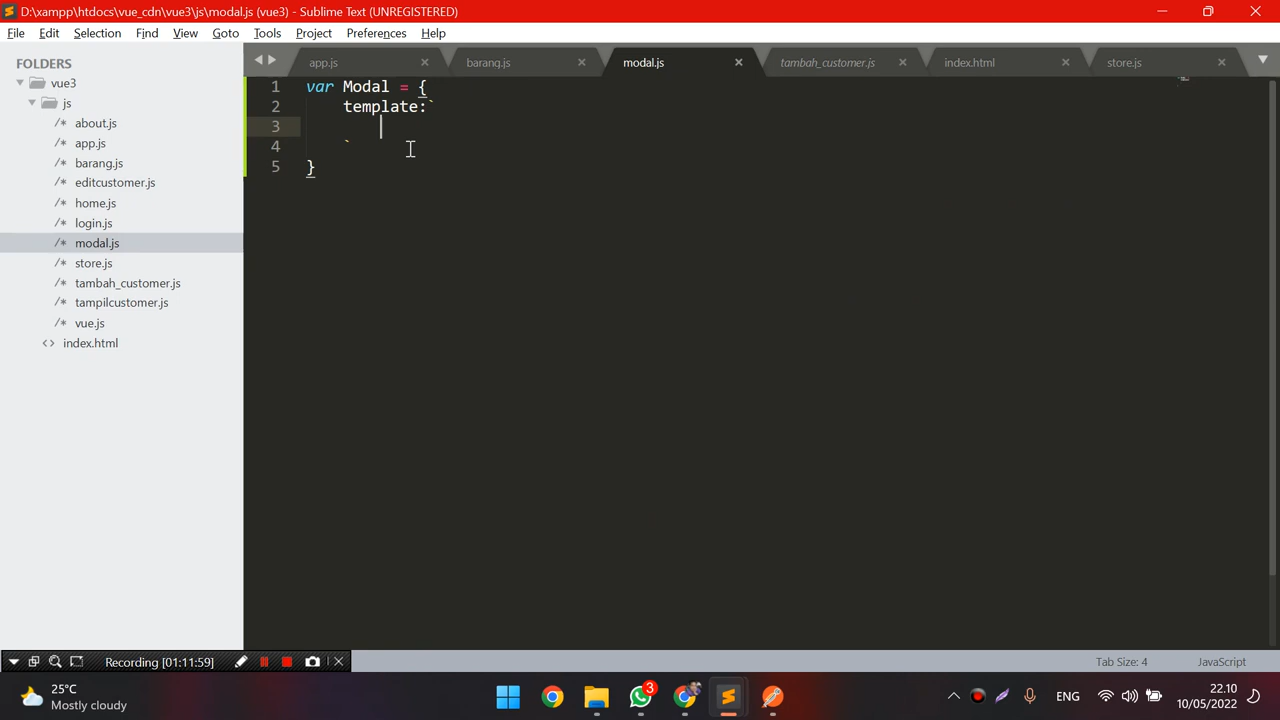 D:\xampp\htdocs\vue_cdn\vue3\js\modal.js (vue3) - Sublime Text (UNREGISTERED)
File Edit Selection Find View Goto Tools Project Preferences Help
FOLDERS
vue3
js
/* about.js
/* app.js
/* barang.js
/* editcustomer.js
/* home.js
/* login.js
/* modal.js
/* store.js
/* tambah_customer.js
/* tampilcustomer.js
/* vue.js
<> index.html
app.js barang.js modal.js tambah_customer.js index.html store.js
1 var Modal = {
2 template:`
3
4 `
5 }
Recording [01:11:59]
Tab Size: 4 JavaScript
25°C
Mostly cloudy
3
ENG
22.10
10/05/2022